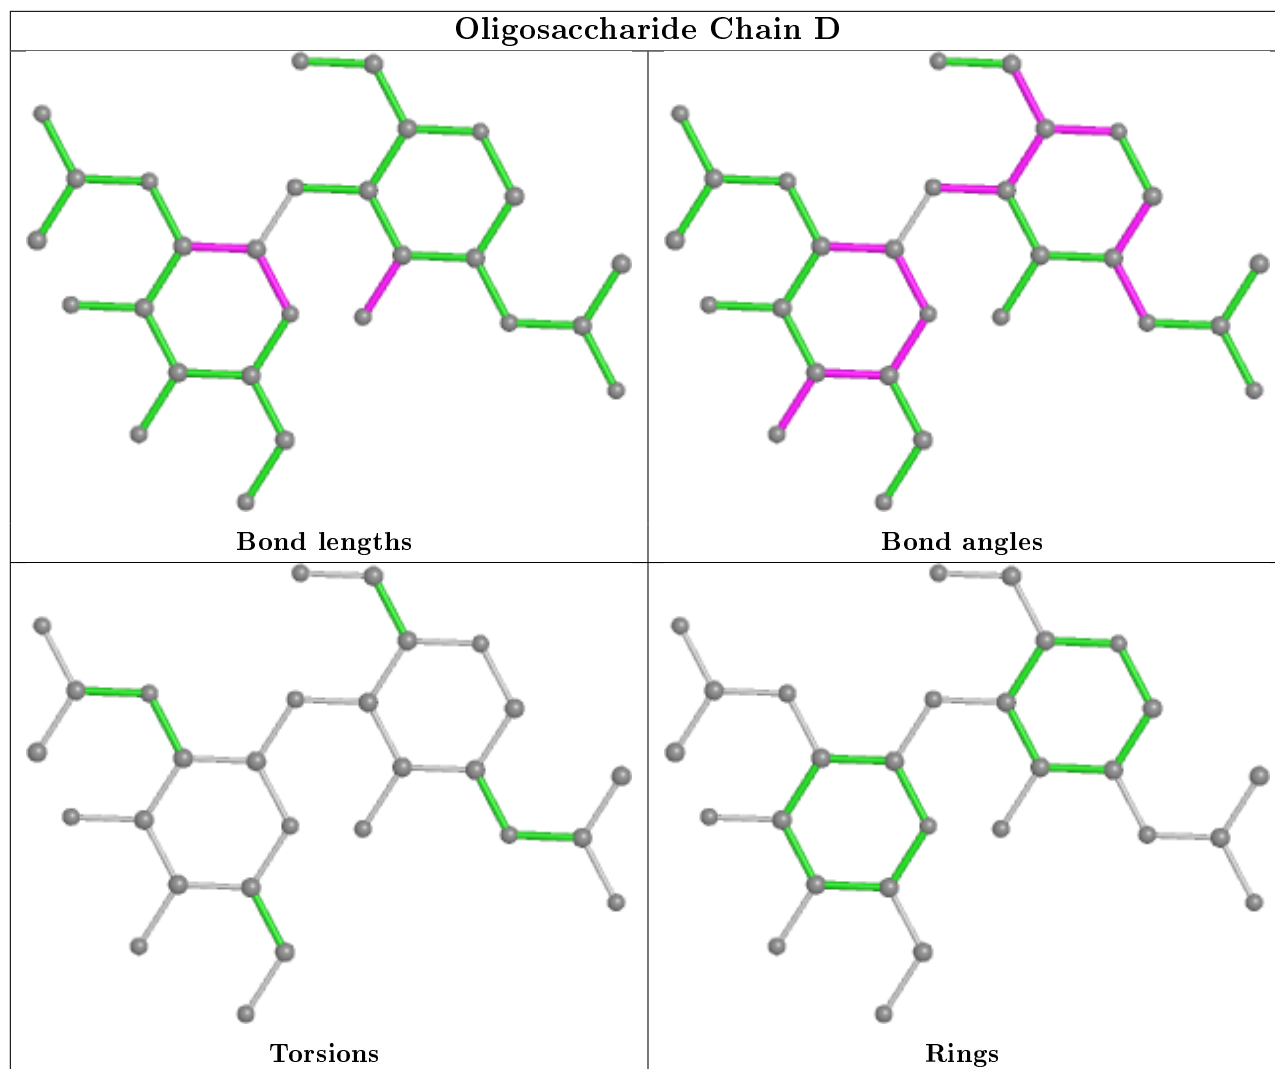 Oligosaccharide Chain D
Bond lengths
Bond angles
Torsions
Rings